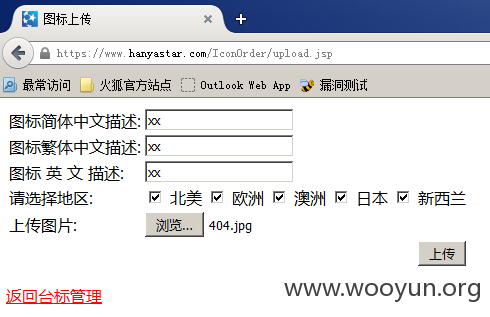 图标上传
https://www.hanyastar.com/IconOrder/upload.jsp
最常访问 火狐官方站点 Outlook Web App 漏洞测试
图标简体中文描述: xx
图标繁体中文描述: xx
图标 英 文 描述: xx
请选择地区: 北美 欧洲 澳洲 日本 新西兰
上传图片: 浏览... 404.jpg
上传
返回台标管理
www.wooyun.org